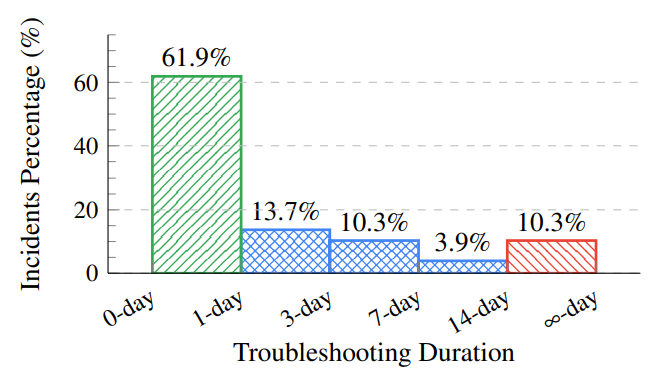 Incidents Percentage (%)
60
40
20
0
61.9%
13.7%
10.3%
3.9%
10.3%
0-day
1-day
3-day
7-day
14-day
∞-day
Troubleshooting Duration